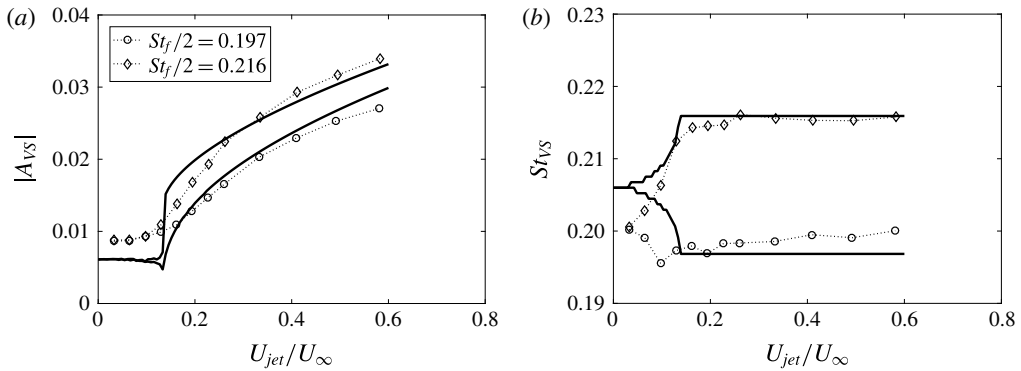 (a)
0.04
0.03
0.02
0.01
0
|A_VS|
St_f/2 = 0.197
St_f/2 = 0.216
0 0.2 0.4 0.6 0.8
U_jet/U_∞
(b)
0.23
0.22
0.21
0.20
0.19
St_VS
0 0.2 0.4 0.6 0.8
U_jet/U_∞